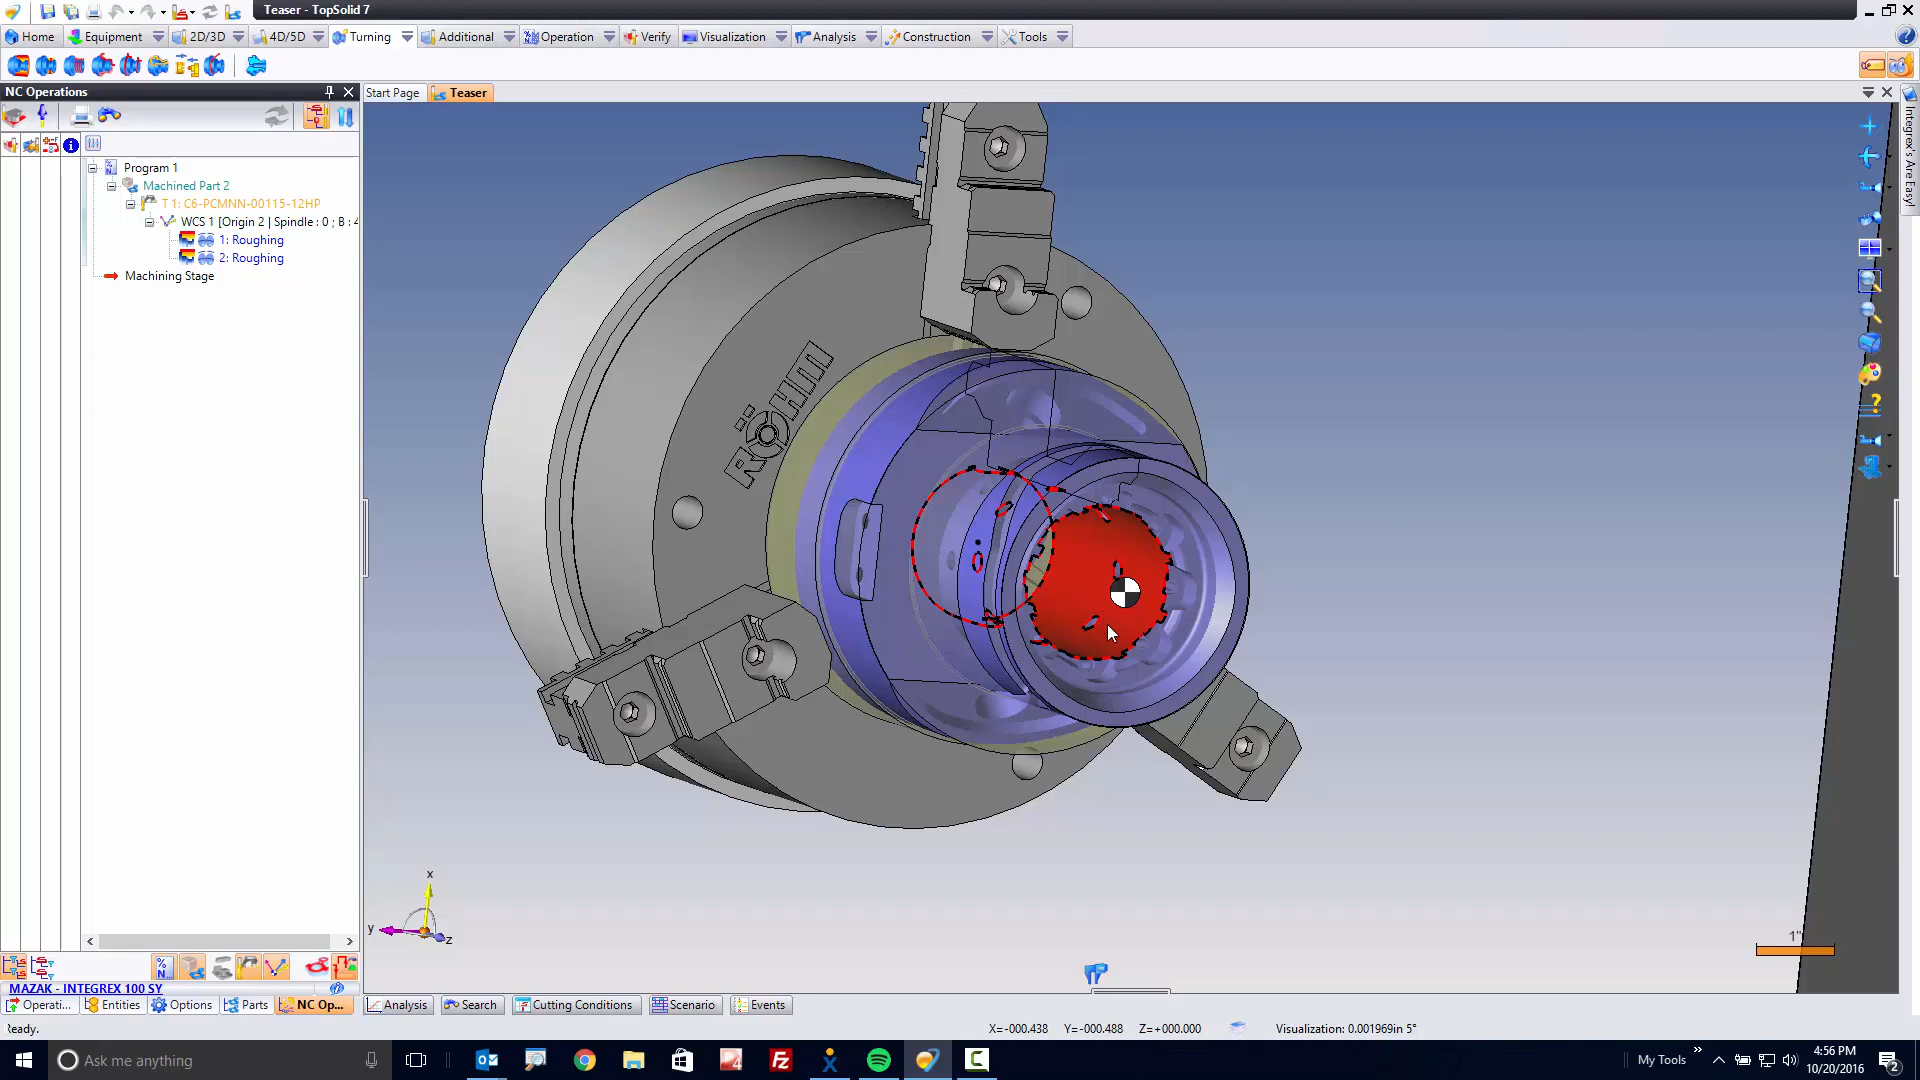 Teaser - TopSolid 7
Home
Equipment
2D/3D
4D/5D
Turning
Additional
Operation
Verify
Visualization
Analysis
Construction
Tools
NC Operations
Start Page
Teaser
Integrex's Are Easy!
Program 1
Machined Part 2
T 1: C6-PCMNN-00115-12HP
WCS 1 [Origin 2 | Spindle : 0 ; B : 4
1: Roughing
2: Roughing
Machining Stage
RÖHM
x
y
z
1"
MAZAK - INTEGREX 100 SY
Operati...
Entities
Options
Parts
NC Op...
Analysis
Search
Cutting Conditions
Scenario
Events
Ready.
X=-000.438
Y=-000.488
Z=+000.000
Visualization: 0.001969in 5°
Ask me anything
My Tools
4:56 PM
10/20/2016
2